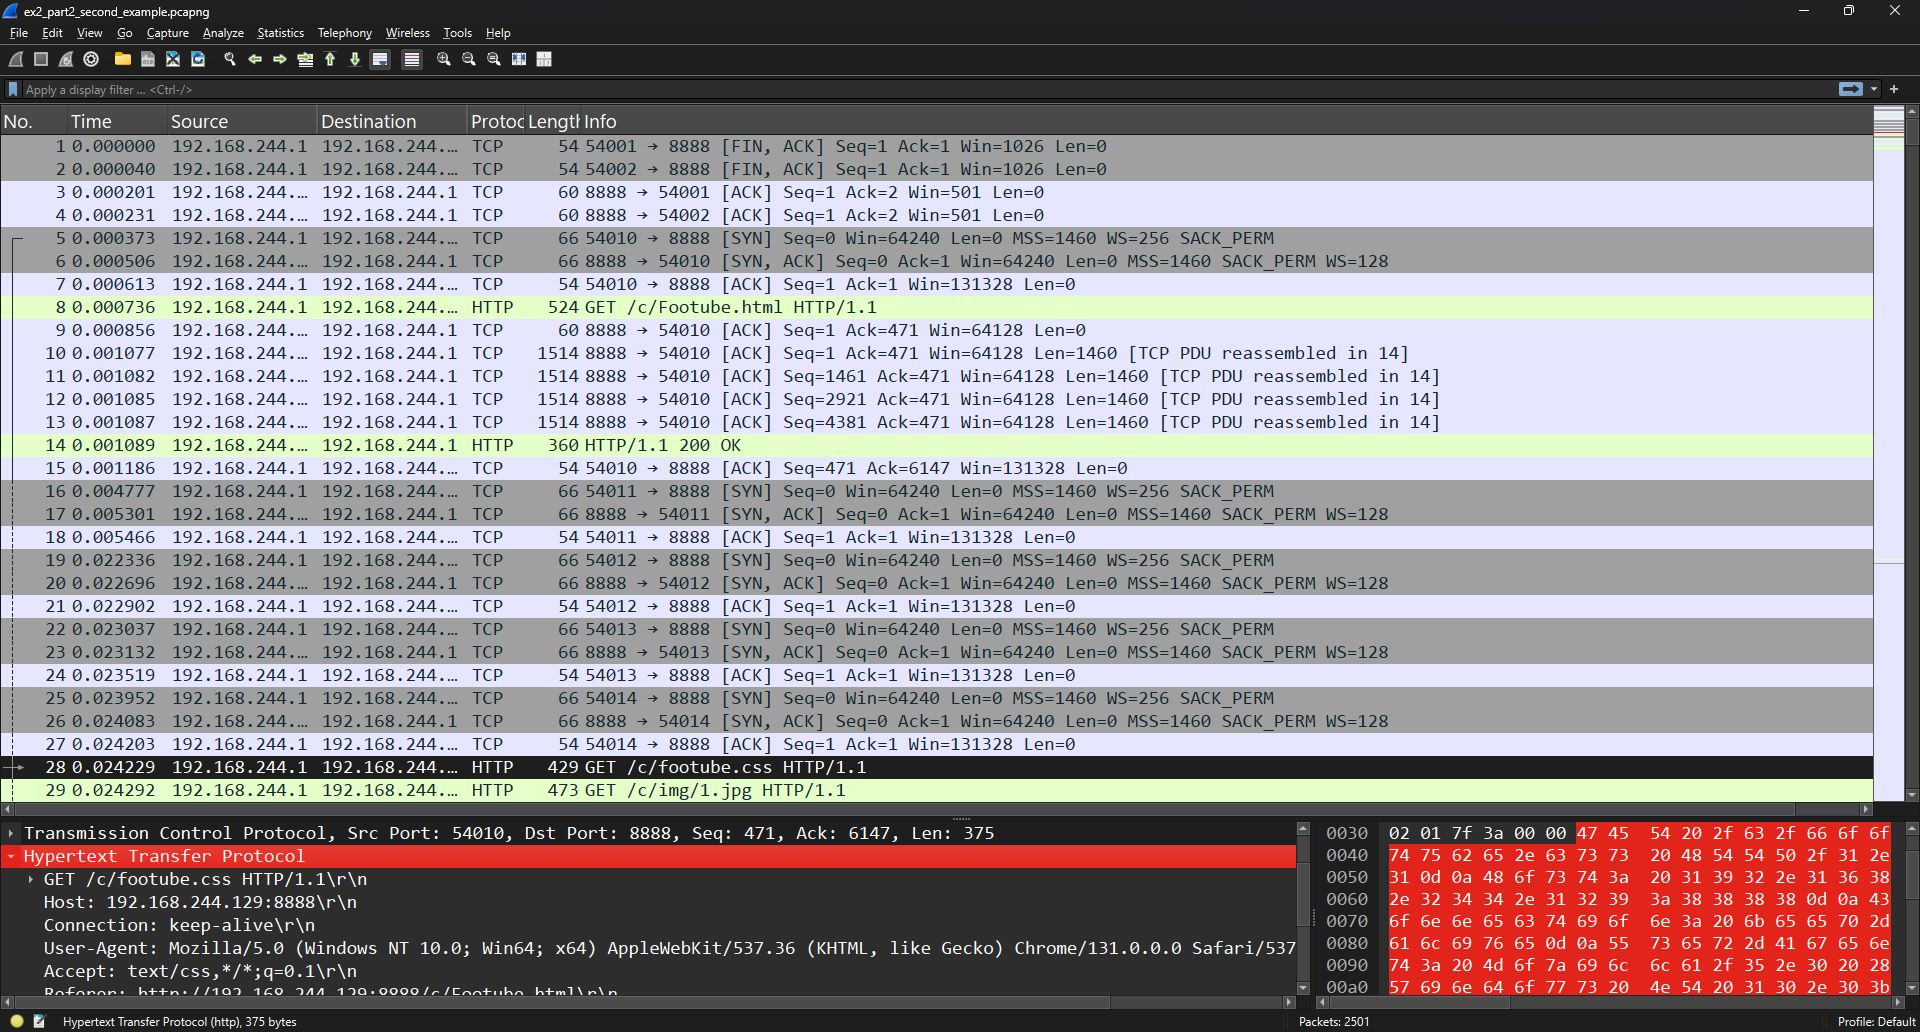 ex2_part2_second_example.pcapng
File Edit View Go Capture Analyze Statistics Telephony Wireless Tools Help
Apply a display filter ... <Ctrl-/>
No. Time Source Destination Protoc Lengtl Info
1 0.000000 192.168.244.1 192.168.244.… TCP 54 54001 → 8888 [FIN, ACK] Seq=1 Ack=1 Win=1026 Len=0
2 0.000040 192.168.244.1 192.168.244.… TCP 54 54002 → 8888 [FIN, ACK] Seq=1 Ack=1 Win=1026 Len=0
3 0.000201 192.168.244.… 192.168.244.1 TCP 60 8888 → 54001 [ACK] Seq=1 Ack=2 Win=501 Len=0
4 0.000231 192.168.244.… 192.168.244.1 TCP 60 8888 → 54002 [ACK] Seq=1 Ack=2 Win=501 Len=0
5 0.000373 192.168.244.1 192.168.244.… TCP 66 54010 → 8888 [SYN] Seq=0 Win=64240 Len=0 MSS=1460 WS=256 SACK_PERM
6 0.000506 192.168.244.… 192.168.244.1 TCP 66 8888 → 54010 [SYN, ACK] Seq=0 Ack=1 Win=64240 Len=0 MSS=1460 SACK_PERM WS=128
7 0.000613 192.168.244.1 192.168.244.… TCP 54 54010 → 8888 [ACK] Seq=1 Ack=1 Win=131328 Len=0
8 0.000736 192.168.244.1 192.168.244.… HTTP 524 GET /c/Footube.html HTTP/1.1
9 0.000856 192.168.244.… 192.168.244.1 TCP 60 8888 → 54010 [ACK] Seq=1 Ack=471 Win=64128 Len=0
10 0.001077 192.168.244.… 192.168.244.1 TCP 1514 8888 → 54010 [ACK] Seq=1 Ack=471 Win=64128 Len=1460 [TCP PDU reassembled in 14]
11 0.001082 192.168.244.… 192.168.244.1 TCP 1514 8888 → 54010 [ACK] Seq=1461 Ack=471 Win=64128 Len=1460 [TCP PDU reassembled in 14]
12 0.001085 192.168.244.… 192.168.244.1 TCP 1514 8888 → 54010 [ACK] Seq=2921 Ack=471 Win=64128 Len=1460 [TCP PDU reassembled in 14]
13 0.001087 192.168.244.… 192.168.244.1 TCP 1514 8888 → 54010 [ACK] Seq=4381 Ack=471 Win=64128 Len=1460 [TCP PDU reassembled in 14]
14 0.001089 192.168.244.… 192.168.244.1 HTTP 360 HTTP/1.1 200 OK
15 0.001186 192.168.244.1 192.168.244.… TCP 54 54010 → 8888 [ACK] Seq=471 Ack=6147 Win=131328 Len=0
16 0.004777 192.168.244.1 192.168.244.… TCP 66 54011 → 8888 [SYN] Seq=0 Win=64240 Len=0 MSS=1460 WS=256 SACK_PERM
17 0.005301 192.168.244.… 192.168.244.1 TCP 66 8888 → 54011 [SYN, ACK] Seq=0 Ack=1 Win=64240 Len=0 MSS=1460 SACK_PERM WS=128
18 0.005466 192.168.244.1 192.168.244.… TCP 54 54011 → 8888 [ACK] Seq=1 Ack=1 Win=131328 Len=0
19 0.022336 192.168.244.1 192.168.244.… TCP 66 54012 → 8888 [SYN] Seq=0 Win=64240 Len=0 MSS=1460 WS=256 SACK_PERM
20 0.022696 192.168.244.… 192.168.244.1 TCP 66 8888 → 54012 [SYN, ACK] Seq=0 Ack=1 Win=64240 Len=0 MSS=1460 SACK_PERM WS=128
21 0.022902 192.168.244.1 192.168.244.… TCP 54 54012 → 8888 [ACK] Seq=1 Ack=1 Win=131328 Len=0
22 0.023037 192.168.244.1 192.168.244.… TCP 66 54013 → 8888 [SYN] Seq=0 Win=64240 Len=0 MSS=1460 WS=256 SACK_PERM
23 0.023132 192.168.244.… 192.168.244.1 TCP 66 8888 → 54013 [SYN, ACK] Seq=0 Ack=1 Win=64240 Len=0 MSS=1460 SACK_PERM WS=128
24 0.023519 192.168.244.1 192.168.244.… TCP 54 54013 → 8888 [ACK] Seq=1 Ack=1 Win=131328 Len=0
25 0.023952 192.168.244.1 192.168.244.… TCP 66 54014 → 8888 [SYN] Seq=0 Win=64240 Len=0 MSS=1460 WS=256 SACK_PERM
26 0.024083 192.168.244.… 192.168.244.1 TCP 66 8888 → 54014 [SYN, ACK] Seq=0 Ack=1 Win=64240 Len=0 MSS=1460 SACK_PERM WS=128
27 0.024203 192.168.244.1 192.168.244.… TCP 54 54014 → 8888 [ACK] Seq=1 Ack=1 Win=131328 Len=0
28 0.024229 192.168.244.1 192.168.244.… HTTP 429 GET /c/footube.css HTTP/1.1
29 0.024292 192.168.244.1 192.168.244.… HTTP 473 GET /c/img/1.jpg HTTP/1.1
Transmission Control Protocol, Src Port: 54010, Dst Port: 8888, Seq: 471, Ack: 6147, Len: 375
Hypertext Transfer Protocol
GET /c/footube.css HTTP/1.1\r\n
Host: 192.168.244.129:8888\r\n
Connection: keep-alive\r\n
User-Agent: Mozilla/5.0 (Windows NT 10.0; Win64; x64) AppleWebKit/537.36 (KHTML, like Gecko) Chrome/131.0.0.0 Safari/537
Accept: text/css,*/*;q=0.1\r\n
Referer: http://192.168.244.129:8888/c/Footube.html\r\n
0030 02 01 7f 3a 00 00 47 45 54 20 2f 63 2f 66 6f 6f
0040 74 75 62 65 2e 63 73 73 20 48 54 54 50 2f 31 2e
0050 31 0d 0a 48 6f 73 74 3a 20 31 39 32 2e 31 36 38
0060 2e 32 34 34 2e 31 32 39 3a 38 38 38 38 0d 0a 43
0070 6f 6e 6e 65 63 74 69 6f 6e 3a 20 6b 65 65 70 2d
0080 61 6c 69 76 65 0d 0a 55 73 65 72 2d 41 67 65 6e
0090 74 3a 20 4d 6f 7a 69 6c 6c 61 2f 35 2e 30 20 28
00a0 57 69 6e 64 6f 77 73 20 4e 54 20 31 30 2e 30 3b
Hypertext Transfer Protocol (http), 375 bytes
Packets: 2501
Profile: Default